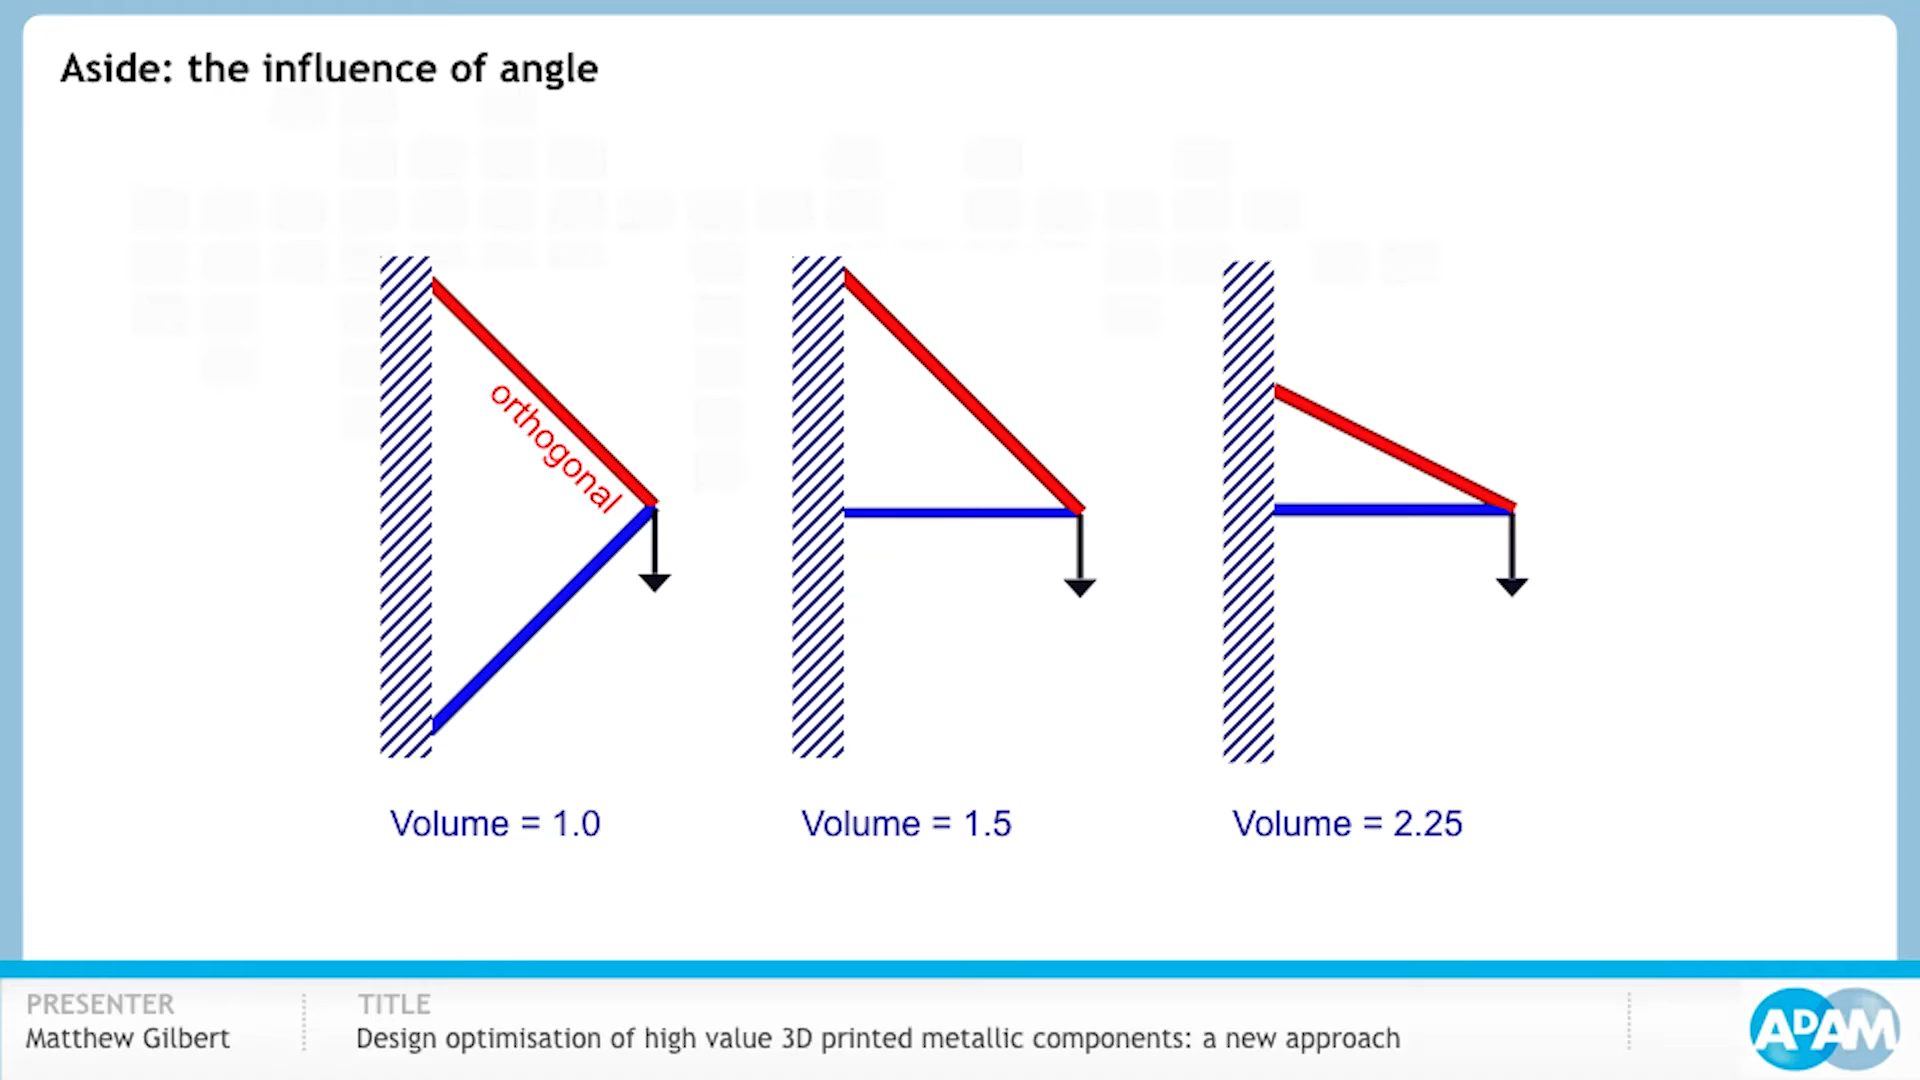 Aside: the influence of angle
orthogonal
Volume = 1.0
Volume = 1.5
Volume = 2.25
PRESENTER
Matthew Gilbert
TITLE
Design optimisation of high value 3D printed metallic components: a new approach
APAM